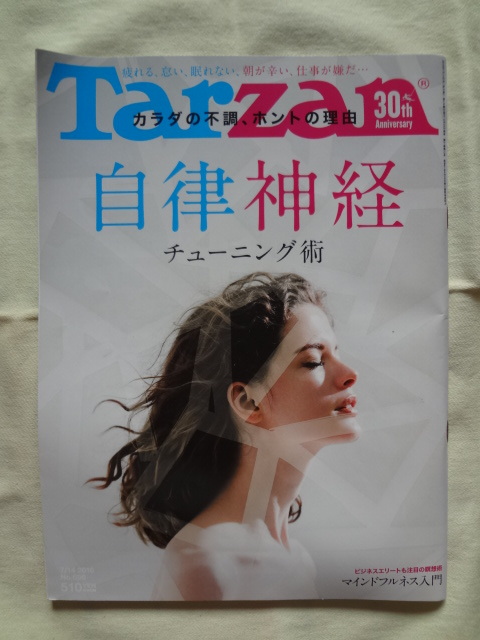 疲れる、怠い、眠れない、朝が辛い、仕事が嫌だ…
Tarzan®
カラダの不調、ホントの理由
30th
Anniversary
自律神経
チューニング術
510
ビジネスエリートも注目の瞑想術
マインドフルネス入門